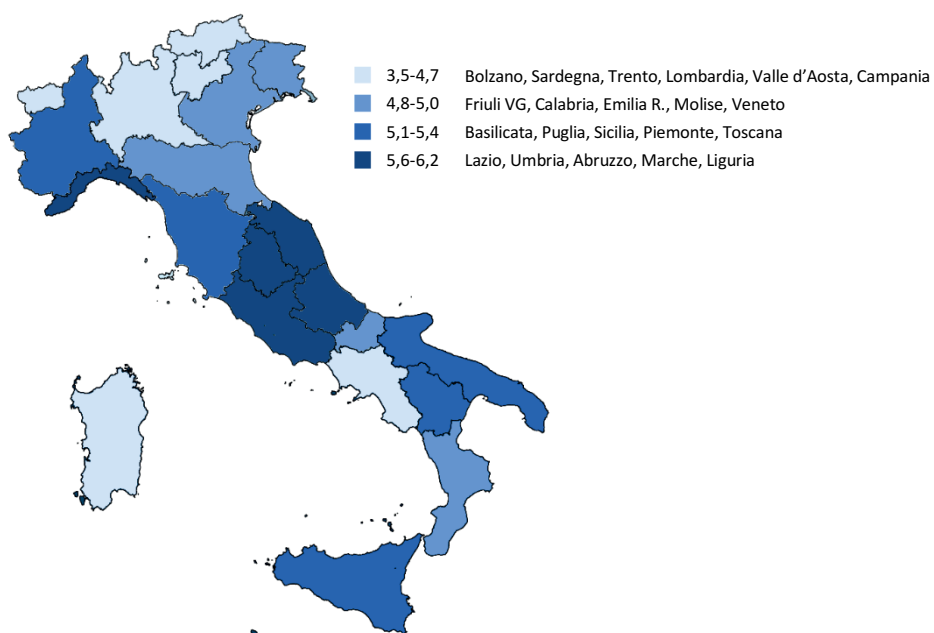 3,5-4,7 Bolzano, Sardegna, Trento, Lombardia, Valle d’Aosta, Campania
4,8-5,0 Friuli VG, Calabria, Emilia R., Molise, Veneto
5,1-5,4 Basilicata, Puglia, Sicilia, Piemonte, Toscana
5,6-6,2 Lazio, Umbria, Abruzzo, Marche, Liguria